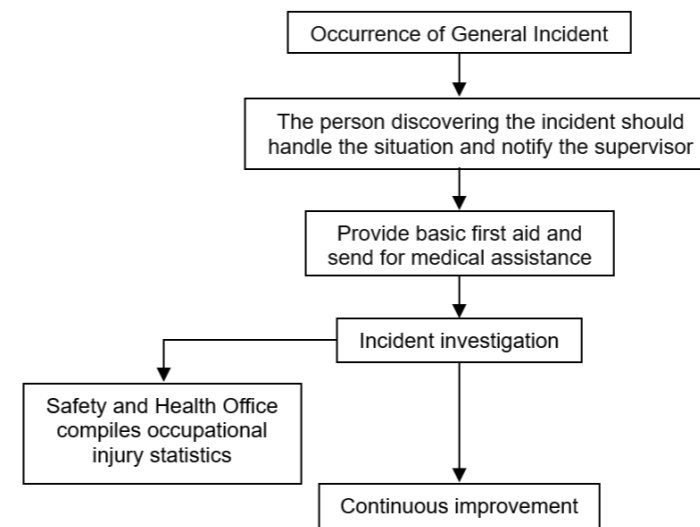 Occurrence of General Incident
The person discovering the incident should
handle the situation and notify the supervisor
Provide basic first aid and
send for medical assistance
Incident investigation
Safety and Health Office
compiles occupational
injury statistics
Continuous improvement